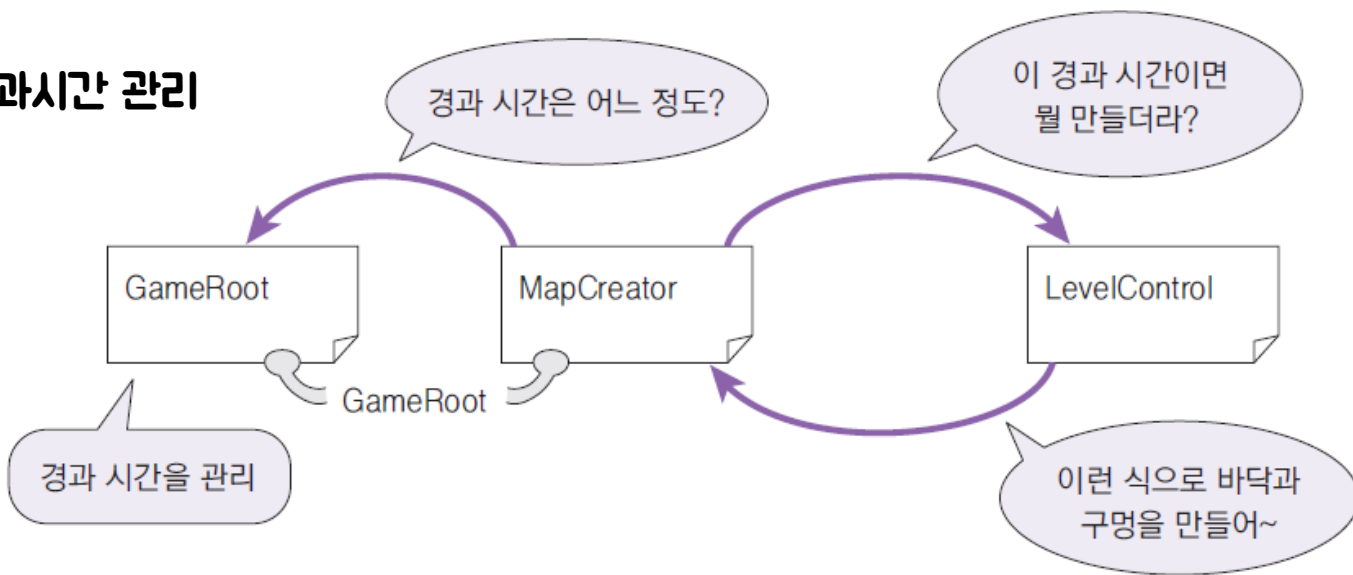 과시간 관리
경과 시간은 어느 정도?
이 경과 시간이면
뭘 만들더라?
GameRoot
MapCreator
LevelControl
GameRoot
경과 시간을 관리
이런 식으로 바닥과
구멍을 만들어~